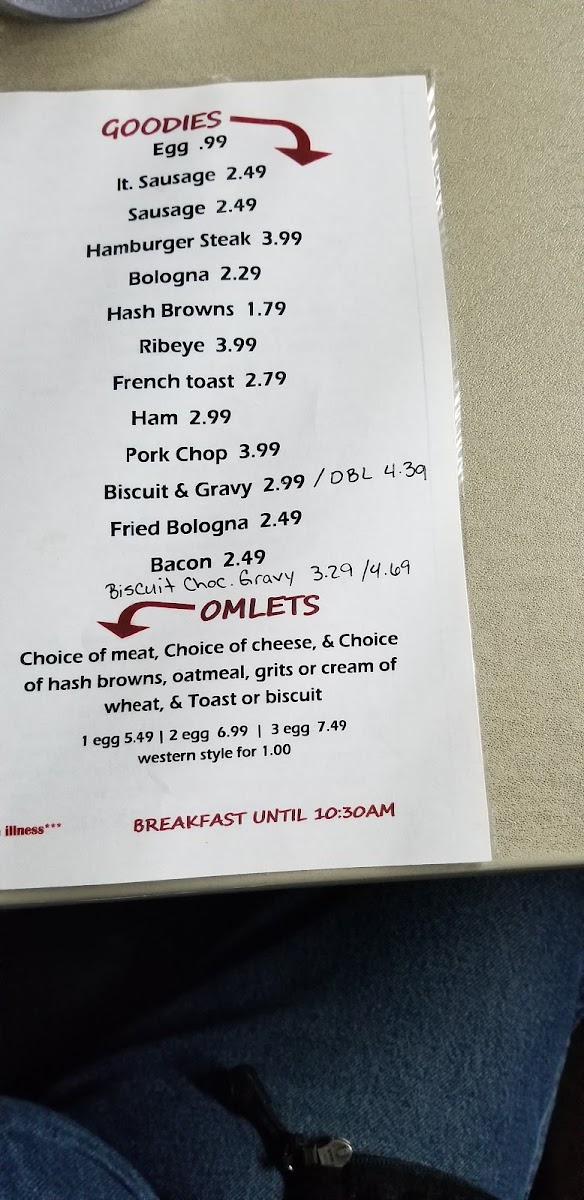 GOODIES
Egg .99
It. Sausage 2.49
Sausage 2.49
Hamburger Steak 3.99
Bologna 2.29
Hash Browns 1.79
Ribeye 3.99
French toast 2.79
Ham 2.99
Pork Chop 3.99
Biscuit & Gravy 2.99 / DBL 4.39
Fried Bologna 2.49
Bacon 2.49
Biscuit Choc. Gravy 3.29 / 4.69
OMLETS
Choice of meat, Choice of cheese, & Choice
of hash browns, oatmeal, grits or cream of
wheat, & Toast or biscuit
1 egg 5.49 | 2 egg 6.99 | 3 egg 7.49
western style for 1.00
illness***
BREAKFAST UNTIL 10:30AM